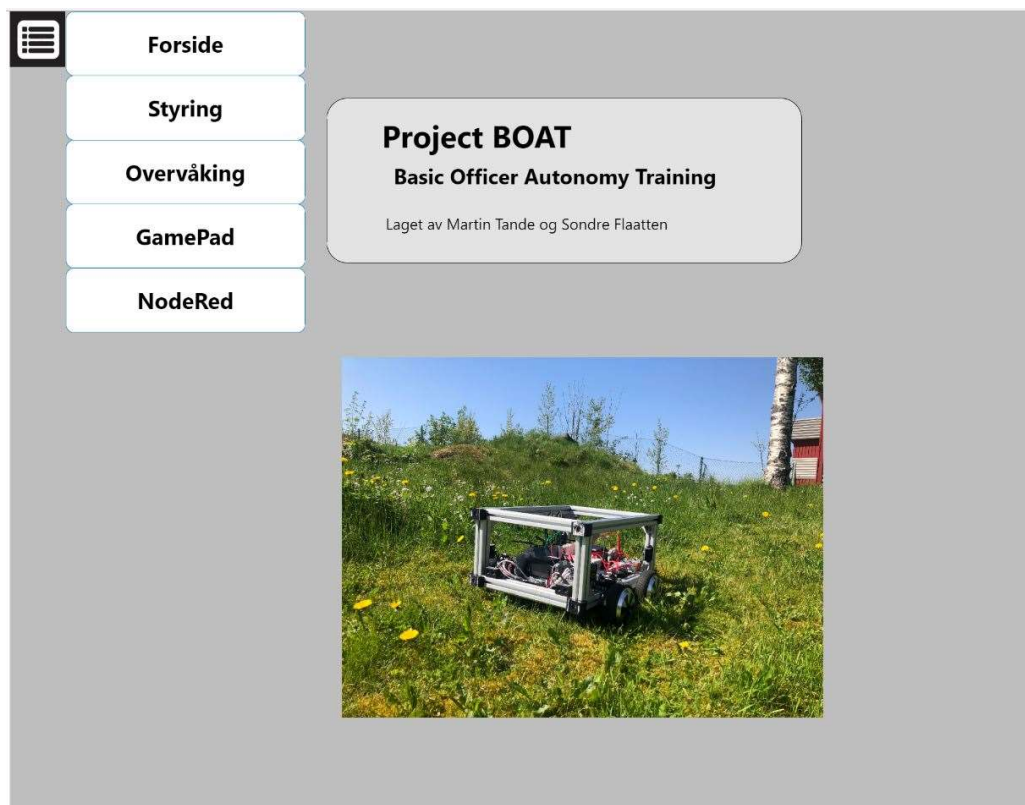 Forside
Styring
Overvåking
GamePad
NodeRed
Project BOAT
Basic Officer Autonomy Training
Laget av Martin Tande og Sondre Flaatten